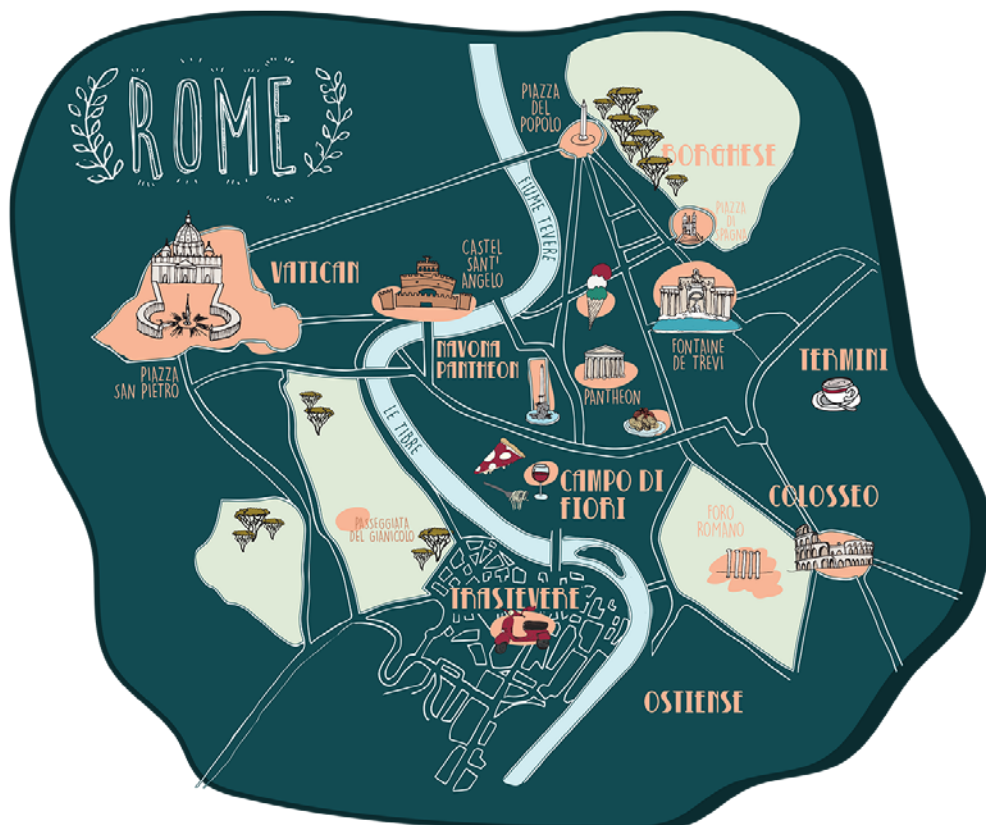 ROME
PIAZZA
DEL
POPOLO
BORGHESE
PIAZZA
DI
SPAGNA
FIUME TEVERE
CASTEL
SANT'
ANGELO
VATICAN
NAVONA
PANTHEON
FONTAINE
DE TREVI
TERMINI
PIAZZA
SAN PIETRO
PANTHEON
LE TIBRE
CAMPO DI
FIORI
COLOSSEO
FORO
ROMANO
PASSEGGIATA
DEL GIANICOLO
TRASTEVERE
OSTIENSE